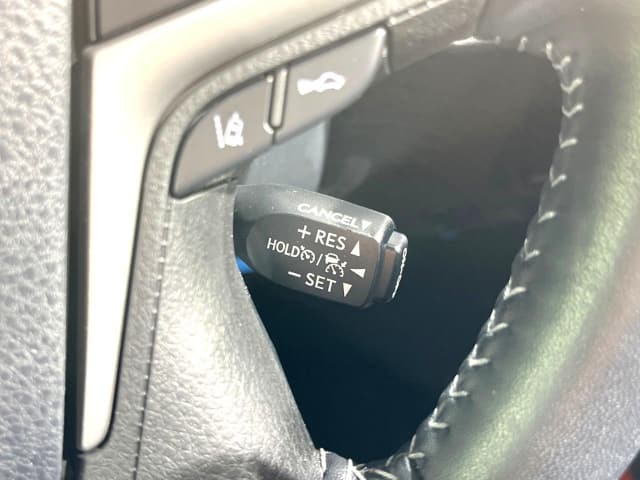 CANCEL▼
+ RES ▲
HOLD / ◀
− SET ▼